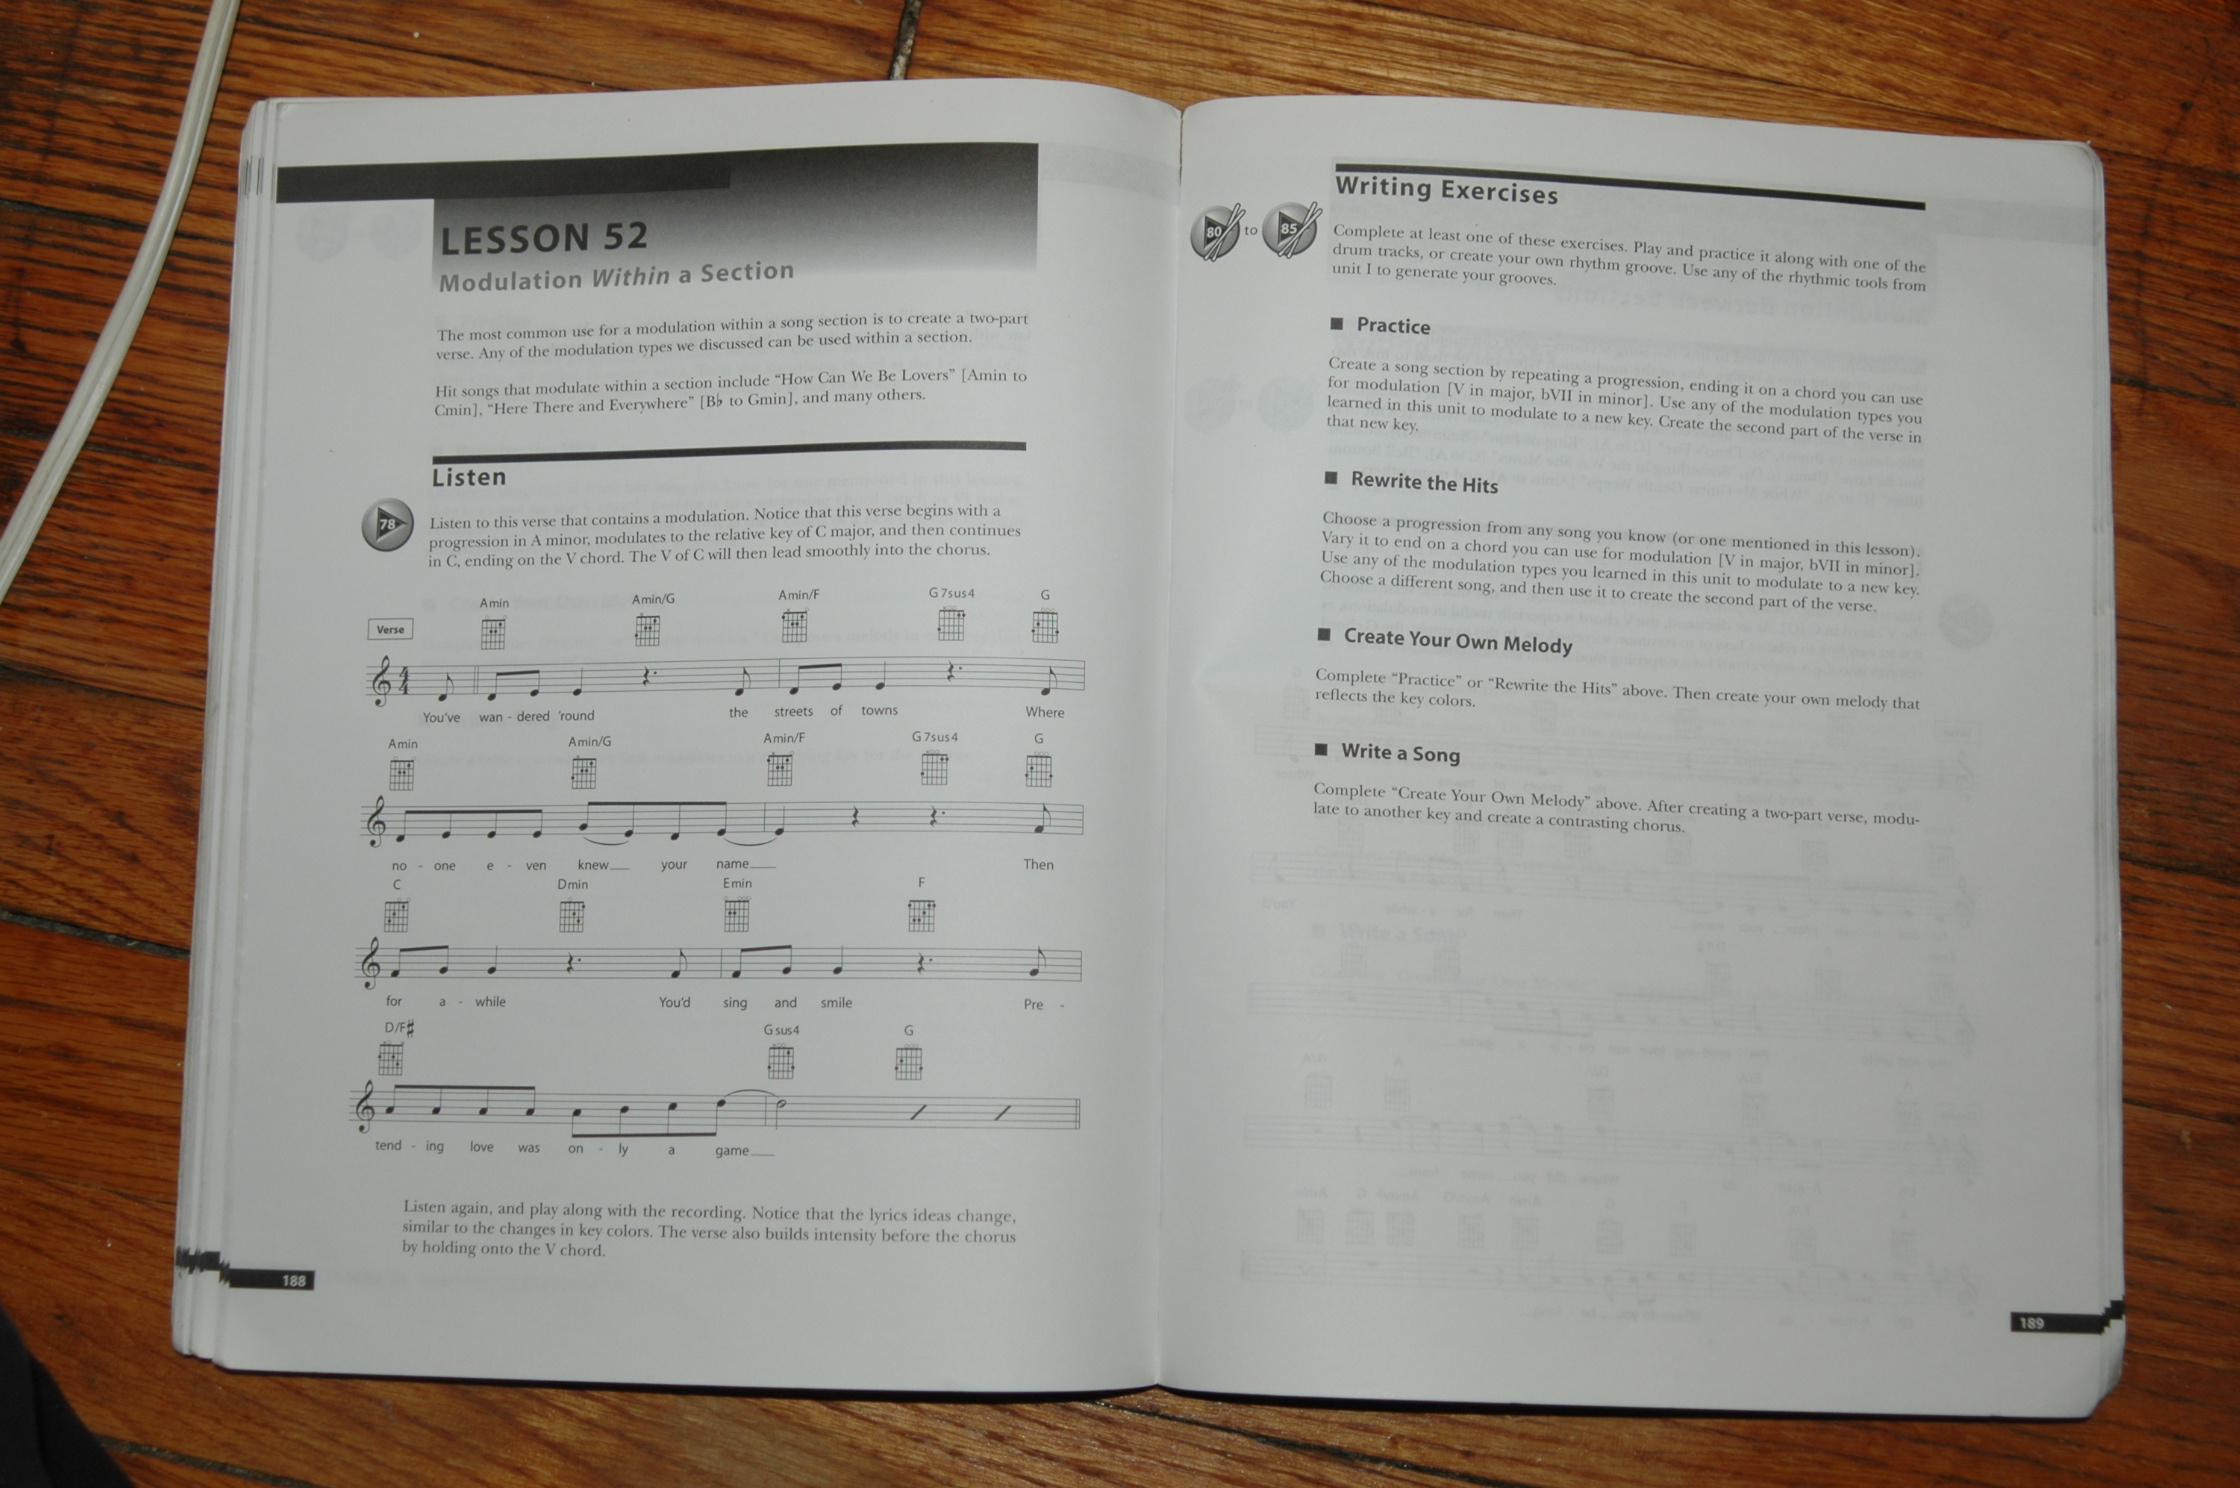 LESSON 52
Modulation Within a Section
The most common use for a modulation within a song section is to create a two-part
verse. Any of the modulation types we discussed can be used within a section.
Hit songs that modulate within a section include “How Can We Be Lovers” [Amin to
Cmin], “Here There and Everywhere” [B♭ to Gmin], and many others.
Listen
78
Listen to this verse that contains a modulation. Notice that this verse begins with a
progression in A minor, modulates to the relative key of C major, and then continues
in C, ending on the V chord. The V of C will then lead smoothly into the chorus.
Verse
Amin Amin/G Amin/F G7sus4 G
You've wan - dered 'round the streets of towns Where
Amin Amin/G Amin/F G7sus4 G
no - one e - ven knew your name Then
C Dmin Emin F
for a - while You'd sing and smile Pre -
D/F♯ Gsus4 G
tend - ing love was on - ly a game
Listen again, and play along with the recording. Notice that the lyrics ideas change,
similar to the changes in key colors. The verse also builds intensity before the chorus
by holding onto the V chord.
188
Writing Exercises
80 to 85
Complete at least one of these exercises. Play and practice it along with one of the
drum tracks, or create your own rhythm groove. Use any of the rhythmic tools from
unit I to generate your grooves.
■ Practice
Create a song section by repeating a progression, ending it on a chord you can use
for modulation [V in major, bVII in minor]. Use any of the modulation types you
learned in this unit to modulate to a new key. Create the second part of the verse in
that new key.
■ Rewrite the Hits
Choose a progression from any song you know (or one mentioned in this lesson).
Vary it to end on a chord you can use for modulation [V in major, bVII in minor].
Use any of the modulation types you learned in this unit to modulate to a new key.
Choose a different song, and then use it to create the second part of the verse.
■ Create Your Own Melody
Complete “Practice” or “Rewrite the Hits” above. Then create your own melody that
reflects the key colors.
■ Write a Song
Complete “Create Your Own Melody” above. After creating a two-part verse, modu-
late to another key and create a contrasting chorus.
189